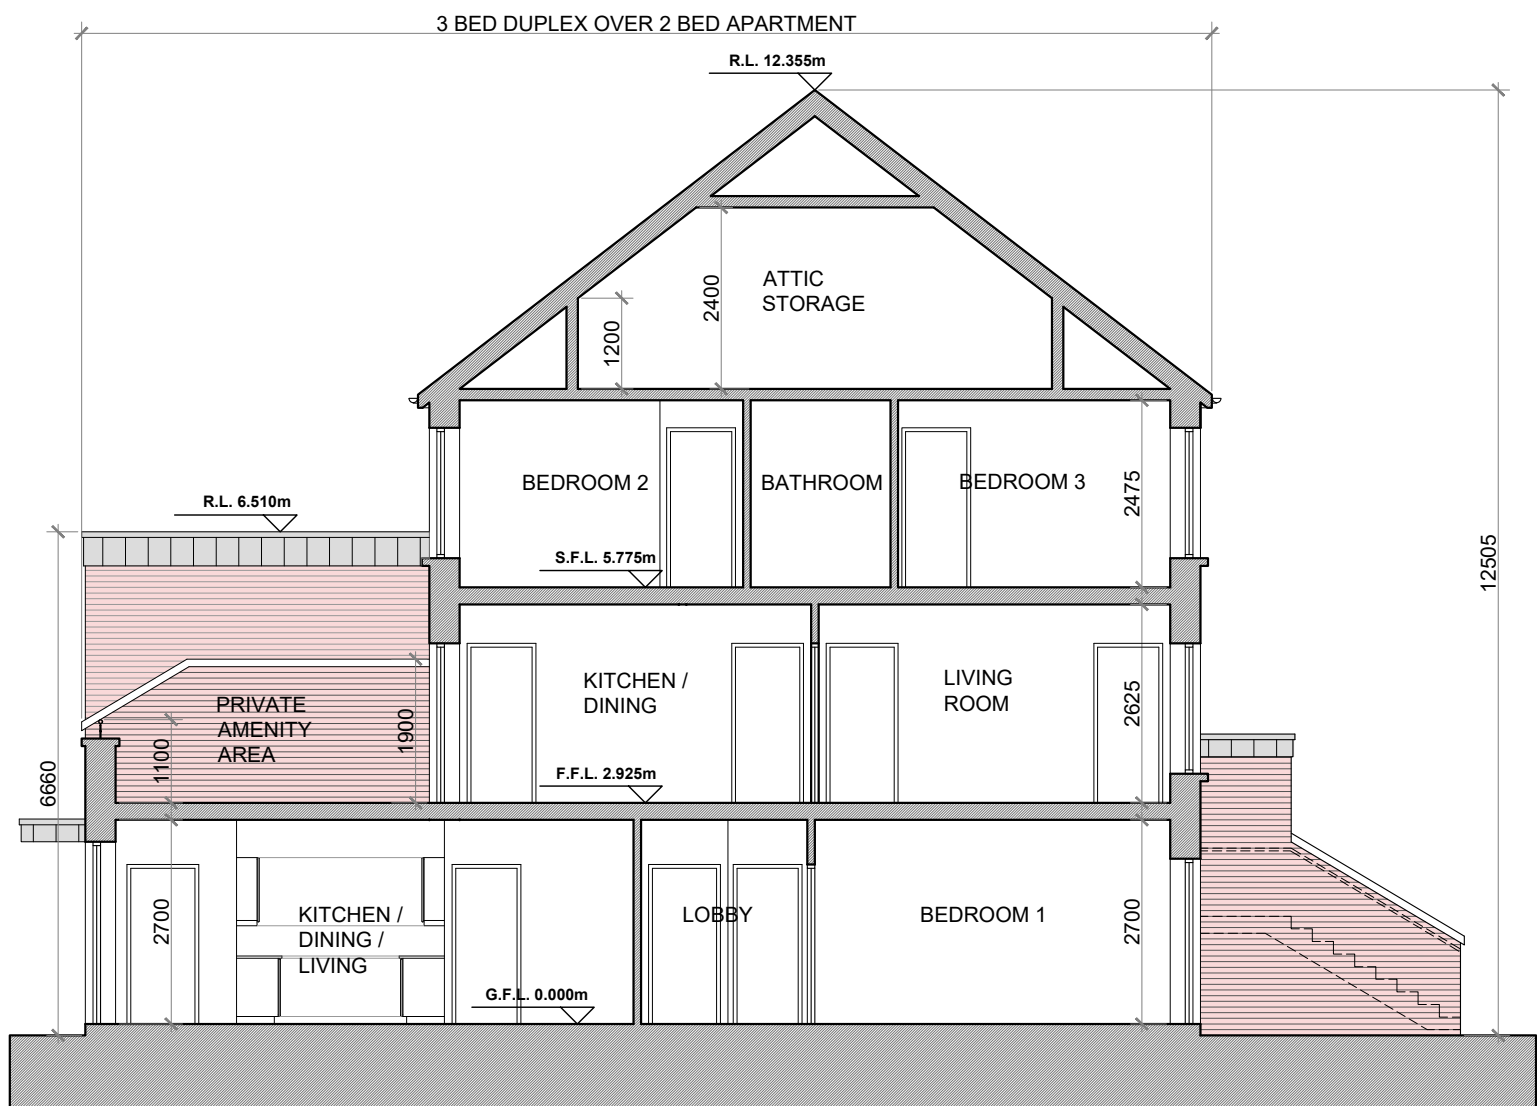 3 BED DUPLEX OVER 2 BED APARTMENT
R.L. 12.355m
ATTIC
STORAGE
2400
1200
BEDROOM 2
BATHROOM
BEDROOM 3
2475
R.L. 6.510m
S.F.L. 5.775m
12505
KITCHEN /
DINING
LIVING
ROOM
2625
PRIVATE
AMENITY
AREA
1900
1100
6660
F.F.L. 2.925m
2700
KITCHEN /
DINING /
LIVING
LOBBY
BEDROOM 1
2700
G.F.L. 0.000m